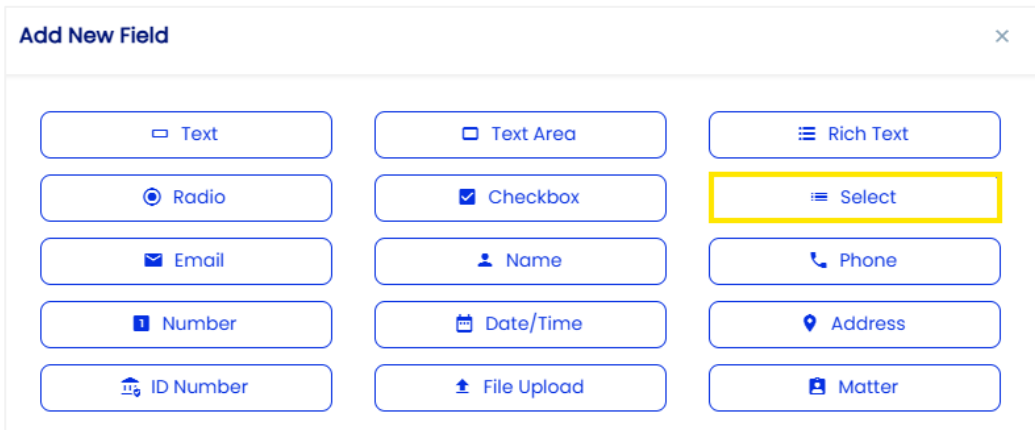 Add New Field
Text
Text Area
Rich Text
Radio
Checkbox
Select
Email
Name
Phone
Number
Date/Time
Address
ID Number
File Upload
Matter